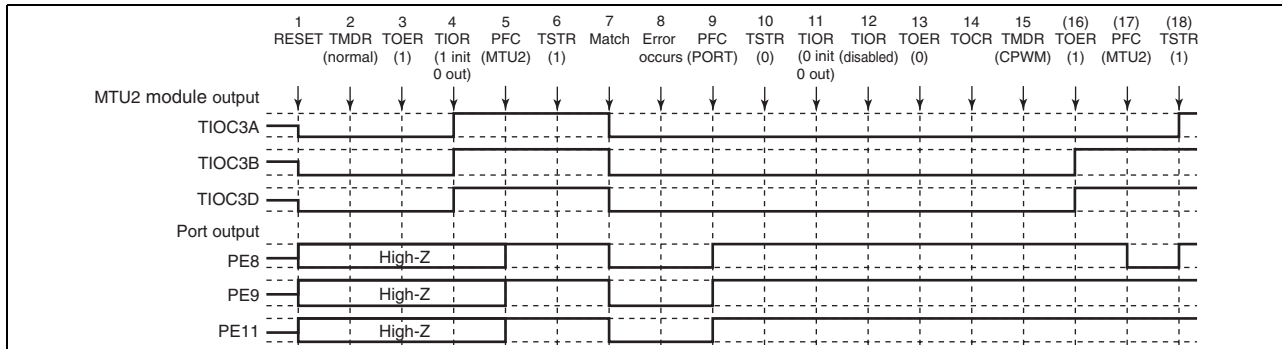 1 2 3 4 5 6 7 8 9 10 11 12 13 14 15 (16) (17) (18)
RESET TMDR TOER TIOR PFC TSTR Match Error PFC TSTR TIOR TIOR TOER TOCR TMDR TOER PFC TSTR
(normal) (1) (1 init (MTU2) (1) occurs (PORT) (0) (0 init (disabled) (0) (CPWM) (1) (MTU2) (1)
0 out) 0 out)
MTU2 module output
TIOC3A
TIOC3B
TIOC3D
Port output
PE8 High-Z
PE9 High-Z
PE11 High-Z